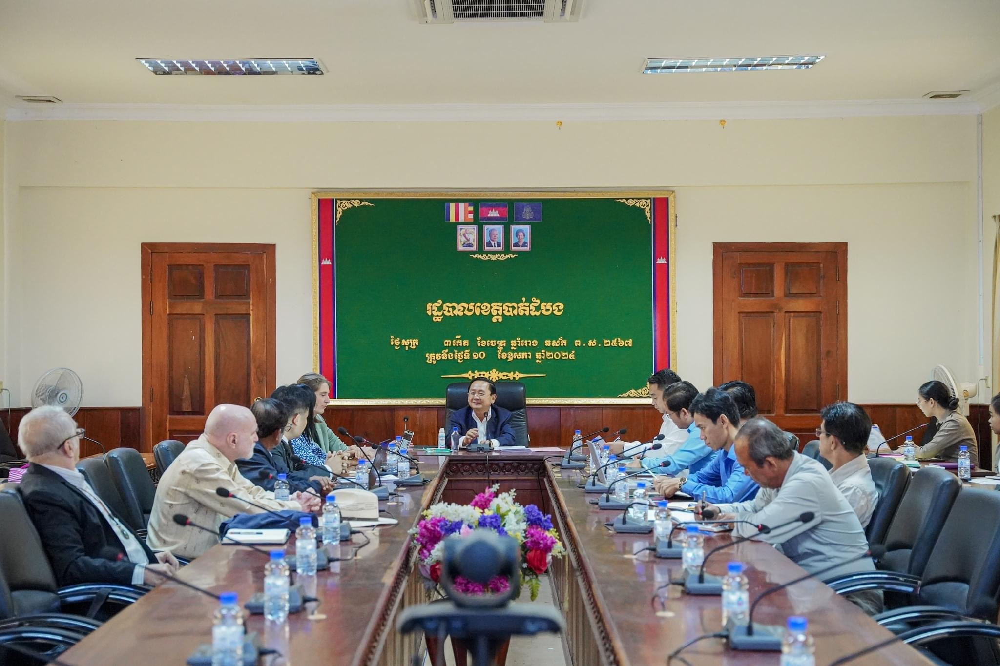 រដ្ឋបាលខេត្តបាត់ដំបង
ថ្ងៃសុក្រ ៣កើត ខែចេត្រ ឆ្នាំរោង ឆស័ក ព.ស.២៥៦៧
ត្រូវនឹងថ្ងៃទី ១០ ខែឧសភា ឆ្នាំ២០២៤